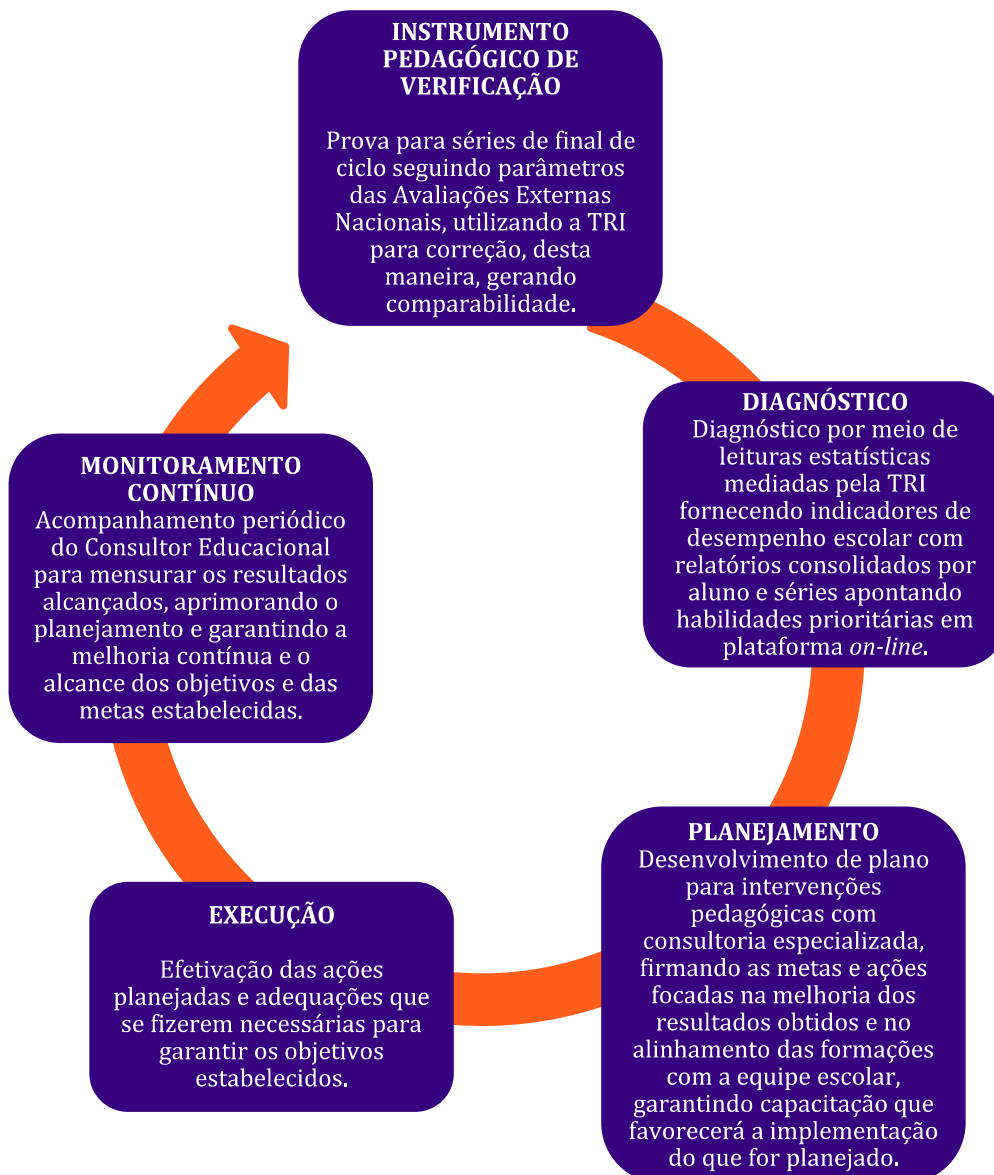 INSTRUMENTO
PEDAGÓGICO DE
VERIFICAÇÃO
Prova para séries de final de
ciclo seguindo parâmetros
das Avaliações Externas
Nacionais, utilizando a TRI
para correção, desta
maneira, gerando
comparabilidade.
DIAGNÓSTICO
Diagnóstico por meio de
leituras estatísticas
mediadas pela TRI
fornecendo indicadores de
desempenho escolar com
relatórios consolidados por
aluno e séries apontando
habilidades prioritárias em
plataforma on-line.
PLANEJAMENTO
Desenvolvimento de plano
para intervenções
pedagógicas com
consultoria especializada,
firmando as metas e ações
focadas na melhoria dos
resultados obtidos e no
alinhamento das formações
com a equipe escolar,
garantindo capacitação que
favorecerá a implementação
do que for planejado.
EXECUÇÃO
Efetivação das ações
planejadas e adequações que
se fizerem necessárias para
garantir os objetivos
estabelecidos.
MONITORAMENTO
CONTÍNUO
Acompanhamento periódico
do Consultor Educacional
para mensurar os resultados
alcançados, aprimorando o
planejamento e garantindo a
melhoria contínua e o
alcance dos objetivos e das
metas estabelecidas.